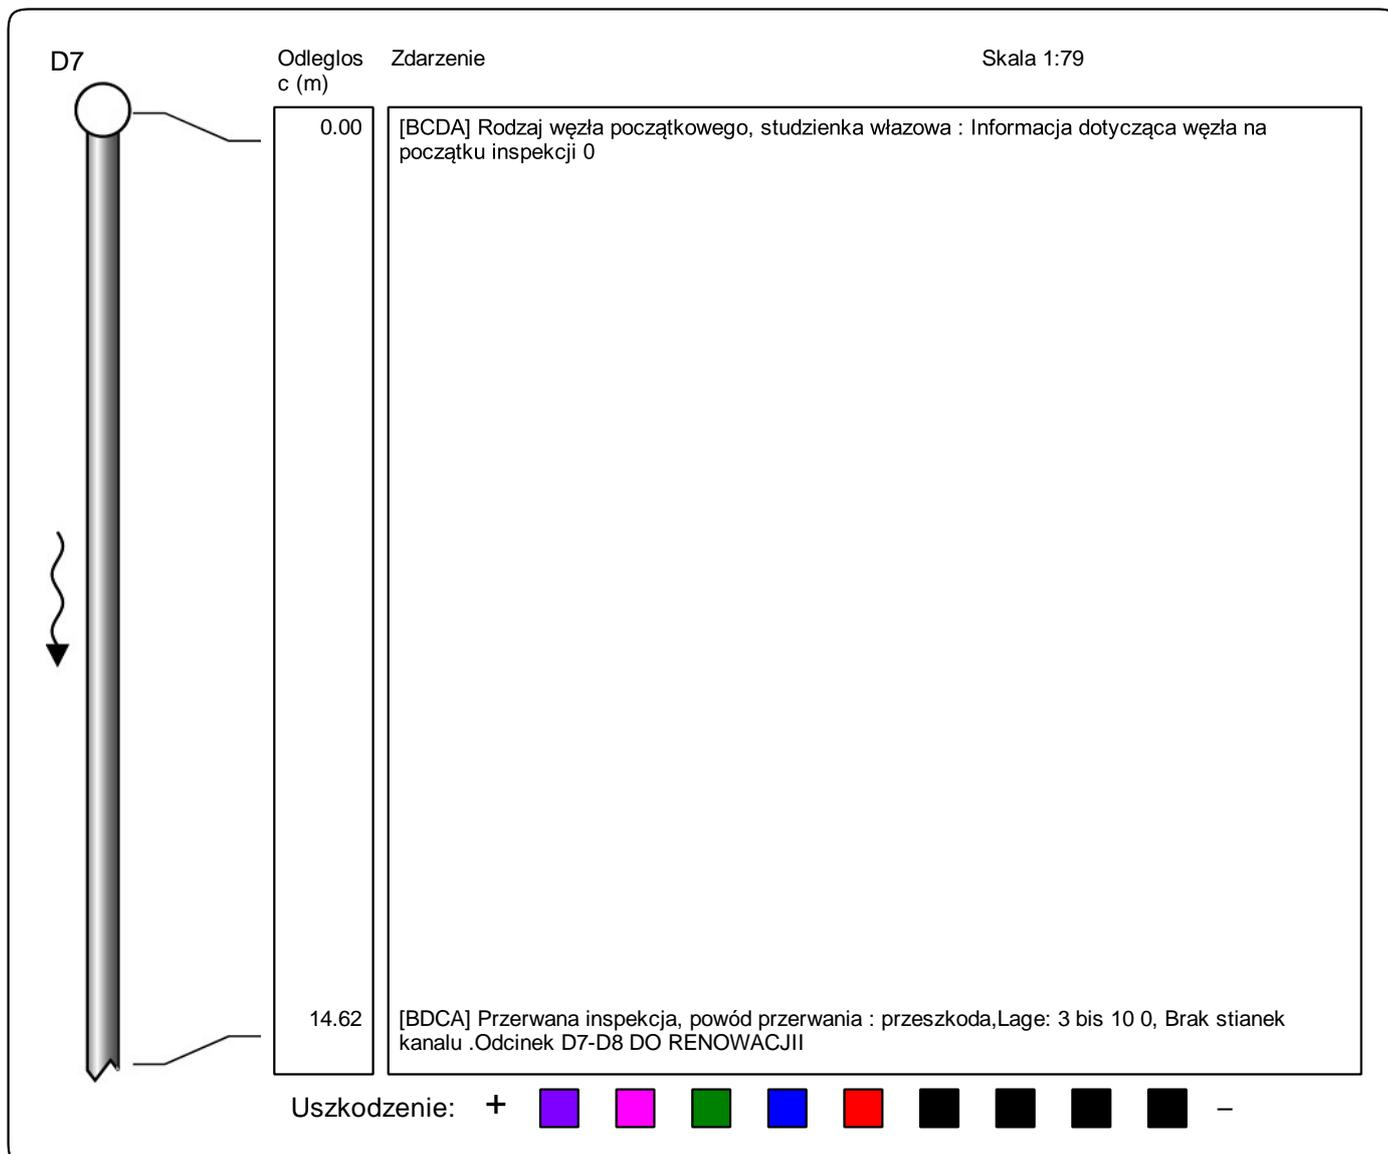 D7
Odleglos
c (m)
Zdarzenie
Skala 1:79
0.00
[BCDA] Rodzaj węzła początkowego, studzienka włazowa : Informacja dotycząca węzła na
początku inspekcji 0
14.62
[BDCA] Przerwana inspekcja, powód przerwania : przeszkoda,Lage: 3 bis 10 0, Brak stianek
kanalu .Odcinek D7-D8 DO RENOWACJII
Uszkodzenie: + –